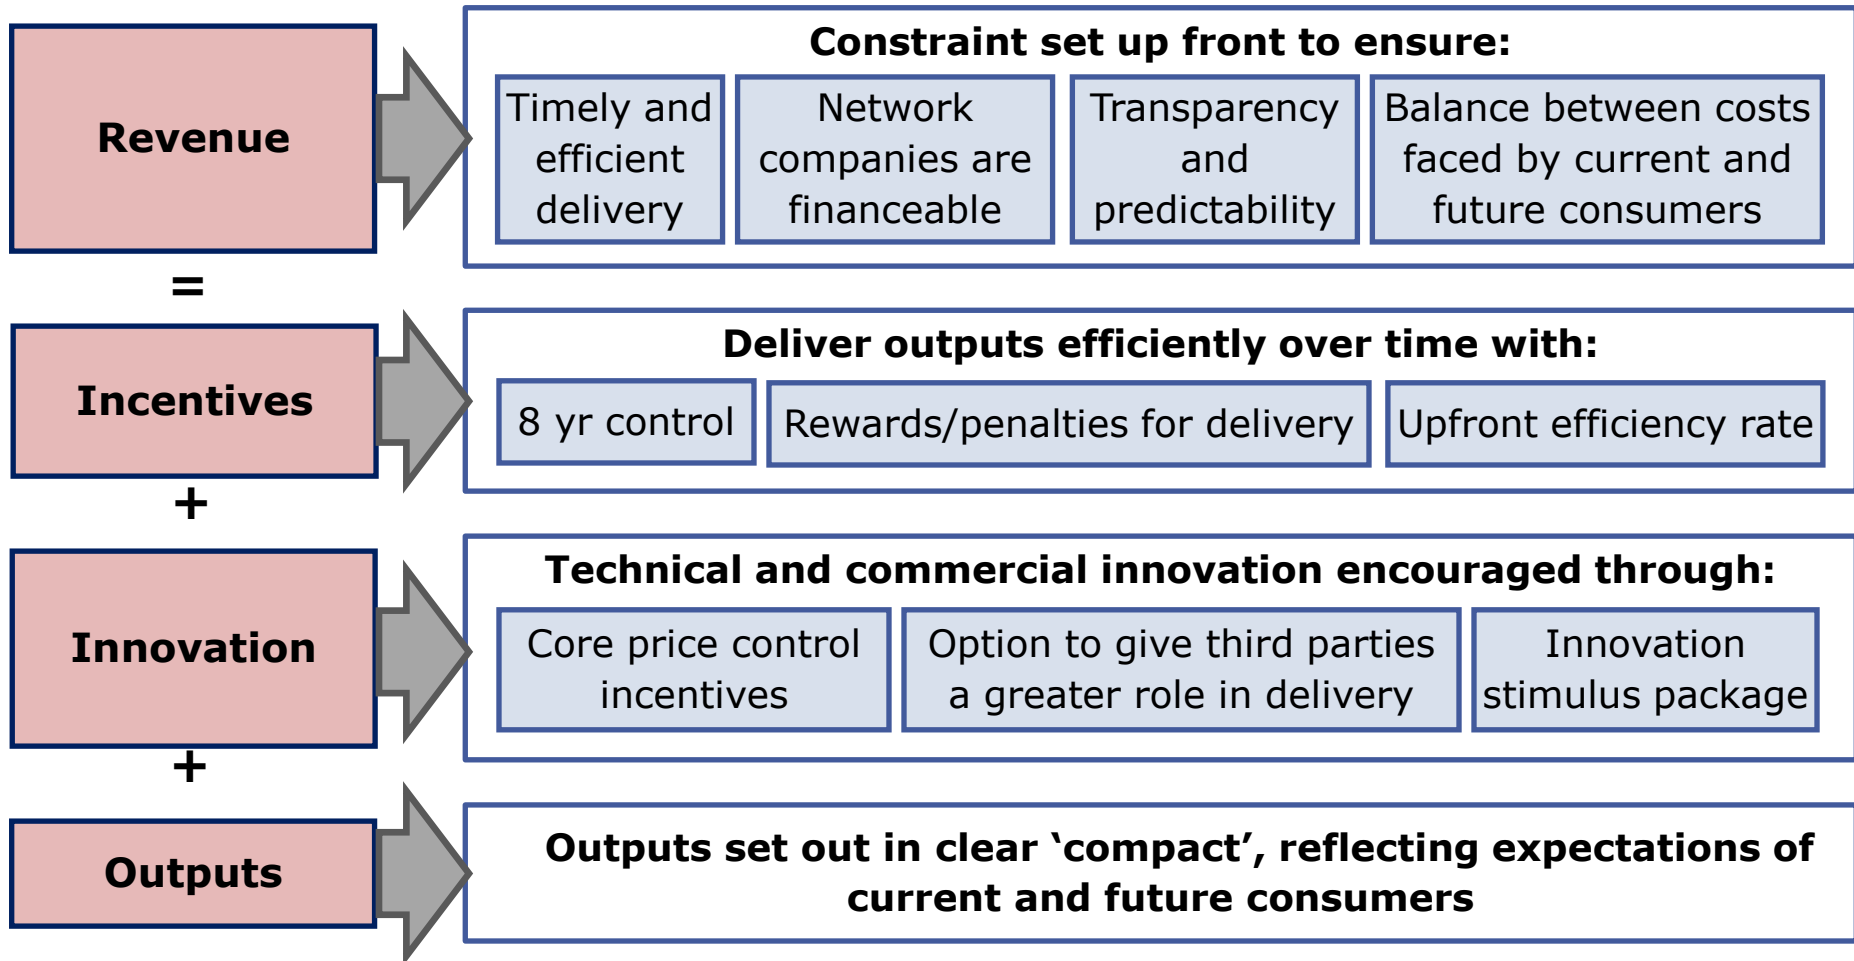 Revenue
Constraint set up front to ensure:
Timely and
efficient
delivery
Network
companies are
financeable
Transparency
and
predictability
Balance between costs
faced by current and
future consumers
=
Incentives
Deliver outputs efficiently over time with:
8 yr control
Rewards/penalties for delivery
Upfront efficiency rate
+
Innovation
Technical and commercial innovation encouraged through:
Core price control
incentives
Option to give third parties
a greater role in delivery
Innovation
stimulus package
+
Outputs
Outputs set out in clear ‘compact’, reflecting expectations of
current and future consumers